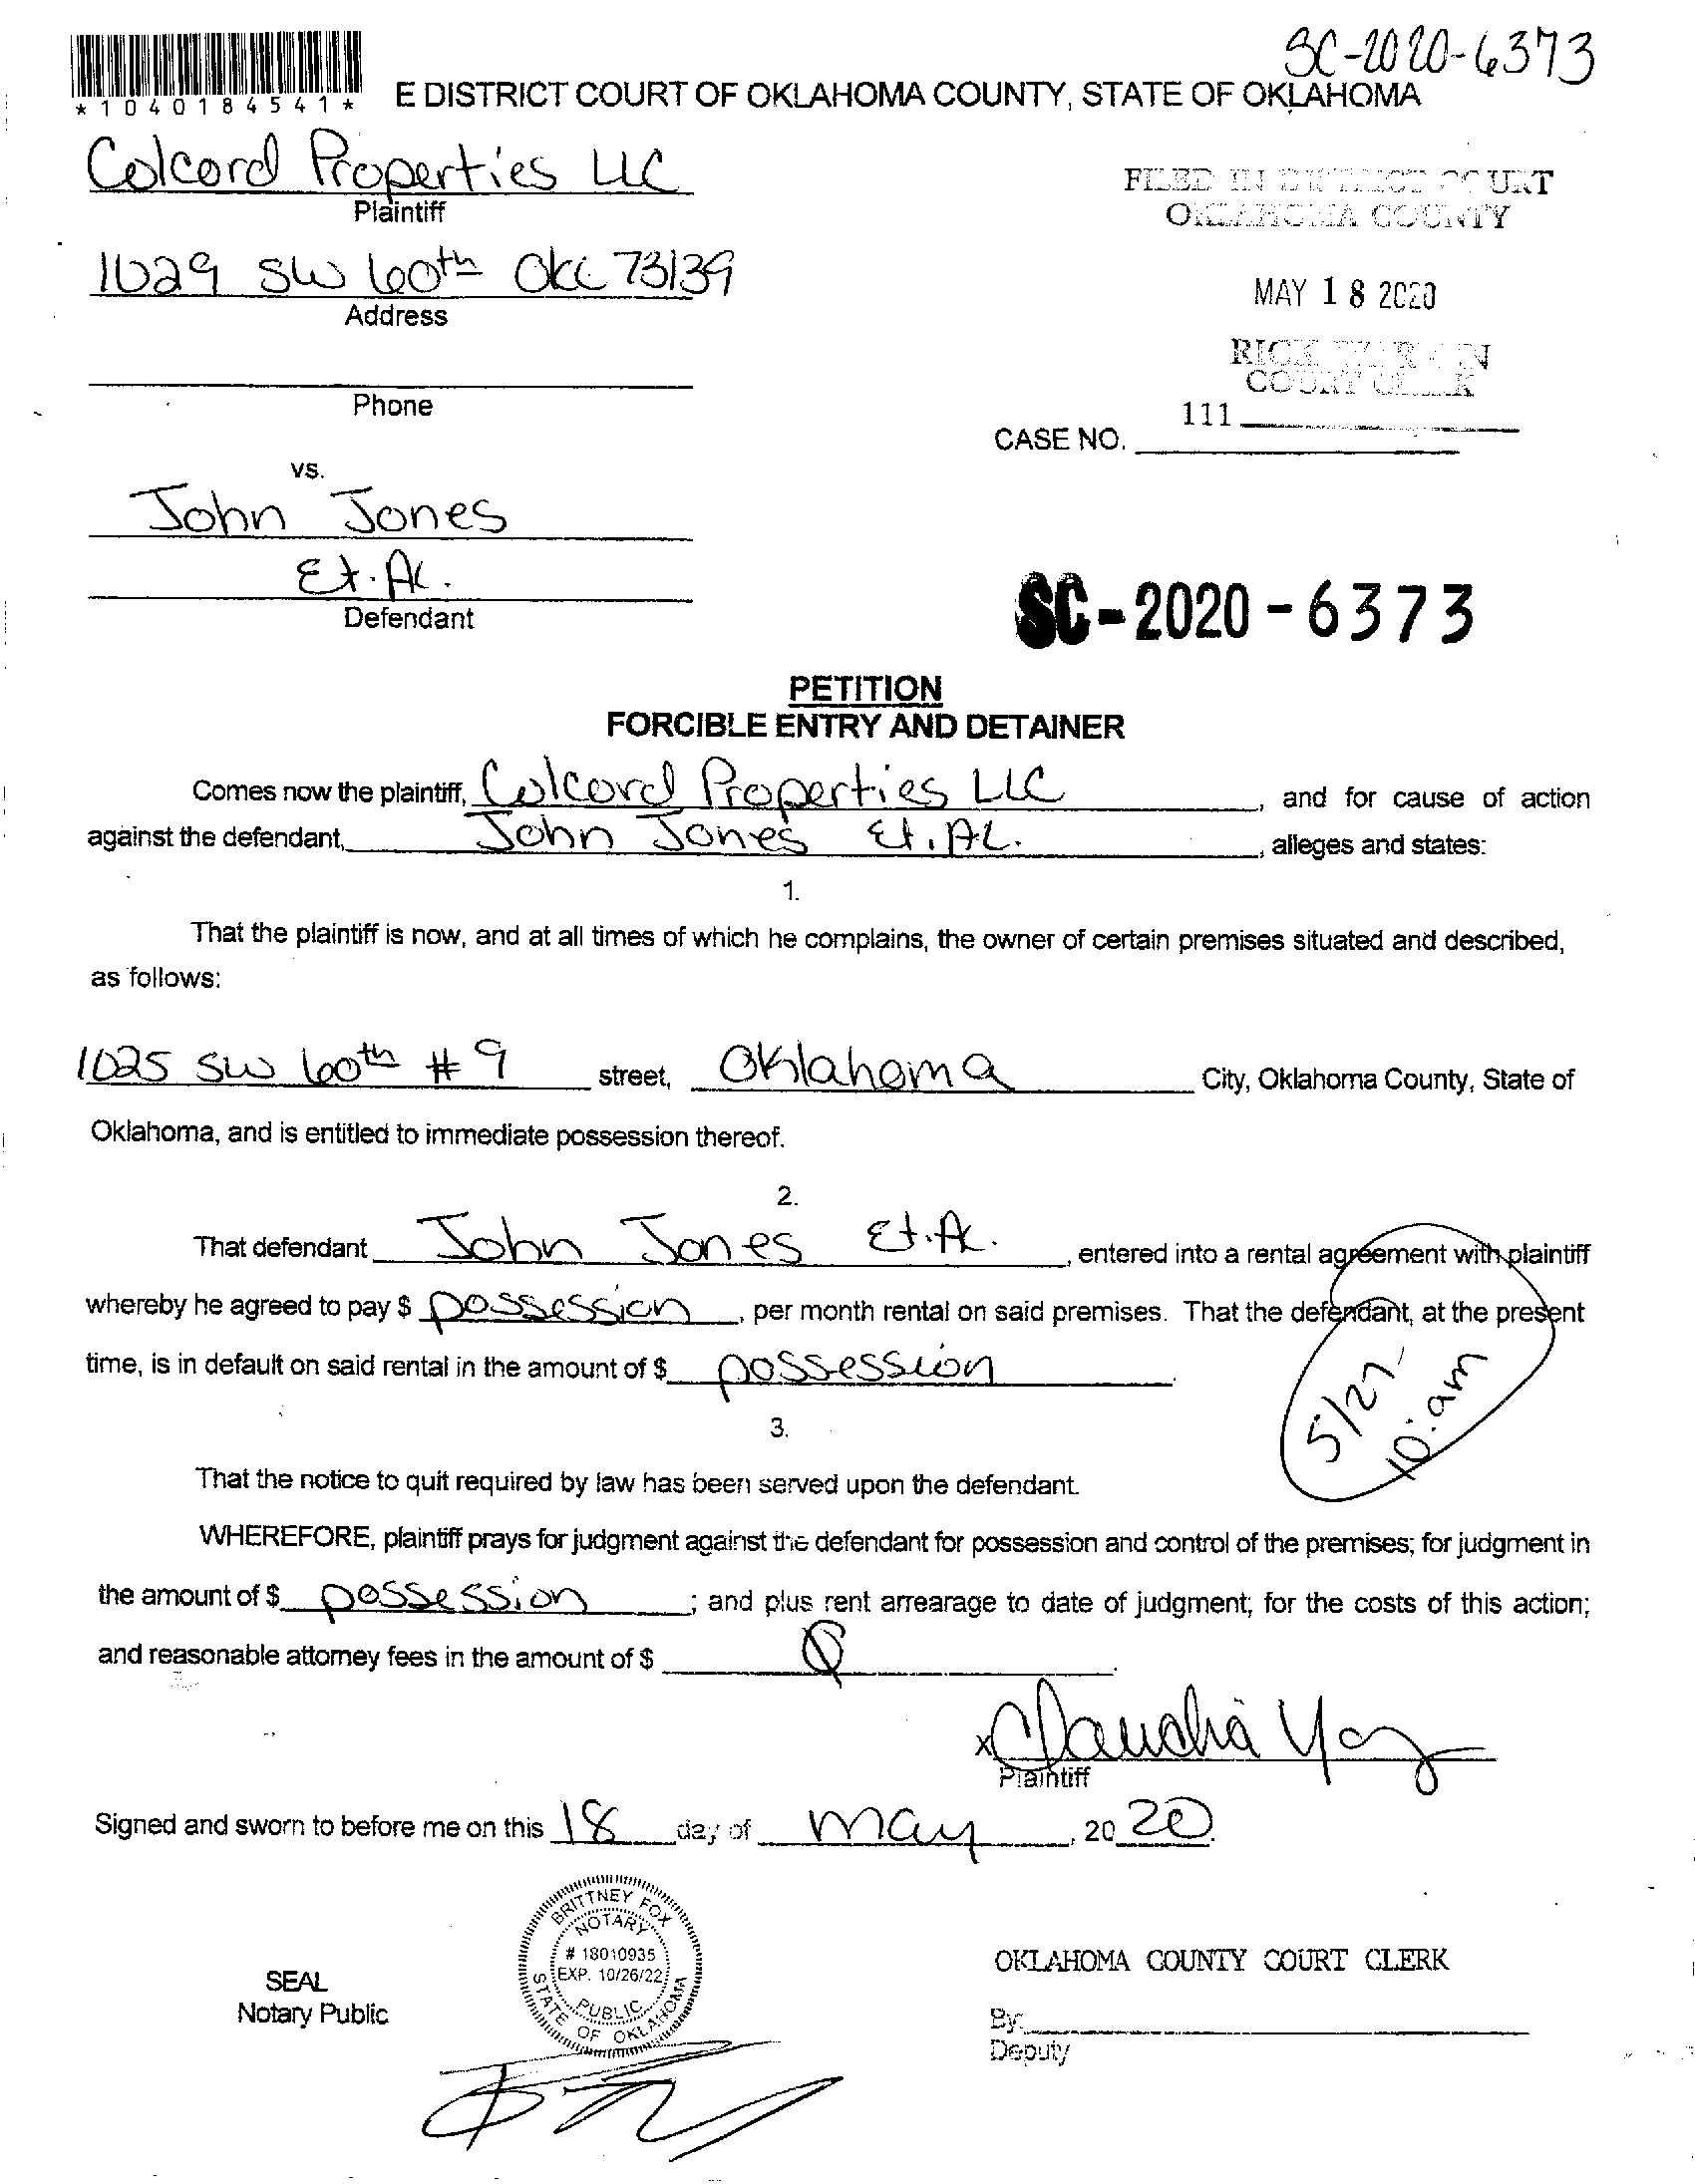 SC-2020-6373
*1040184541*
E DISTRICT COURT OF OKLAHOMA COUNTY, STATE OF OKLAHOMA
Colcord Properties LLC
Plaintiff
FILED IN DISTRICT COURT
OKLAHOMA COUNTY
1029 SW 60th OKC 73139
Address
MAY 18 2020
RICK WARREN
COURT CLERK
Phone
111
CASE NO.
vs.
John Jones
Et. Al.
Defendant
SC-2020-6373
PETITION
FORCIBLE ENTRY AND DETAINER
Comes now the plaintiff, Colcord Properties LLC, and for cause of action
against the defendant, John Jones Et. Al., alleges and states:
1.
That the plaintiff is now, and at all times of which he complains, the owner of certain premises situated and described,
as follows:
1025 SW 60th #9 street, Oklahoma City, Oklahoma County, State of
Oklahoma, and is entitled to immediate possession thereof.
2.
That defendant John Jones Et. Al., entered into a rental agreement with plaintiff
whereby he agreed to pay $ possession, per month rental on said premises. That the defendant, at the present
time, is in default on said rental in the amount of $ possession.
5/27-
10:am
3.
That the notice to quit required by law has been served upon the defendant.
WHEREFORE, plaintiff prays for judgment against the defendant for possession and control of the premises; for judgment in
the amount of $ possession; and plus rent arrearage to date of judgment; for the costs of this action;
and reasonable attorney fees in the amount of $
x Claudia
Plaintiff
Signed and sworn to before me on this 18 day of may, 2020.
BRITTNEY FOX
NOTARY
# 18010935
EXP. 10/26/22
PUBLIC
STATE OF OKLAHOMA
SEAL
Notary Public
OKLAHOMA COUNTY COURT CLERK
By:
Deputy